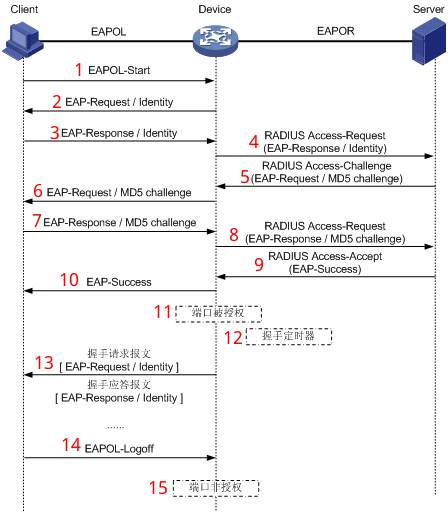 Client Device Server
EAPOL EAPOR
1 EAPOL-Start
2 EAP-Request / Identity
3 EAP-Response / Identity
4 RADIUS Access-Request
(EAP-Response / Identity)
RADIUS Access-Challenge
5 (EAP-Request / MD5 challenge)
6 EAP-Request / MD5 challenge
7 EAP-Response / MD5 challenge
8 RADIUS Access-Request
(EAP-Response / MD5 challenge)
9 RADIUS Access-Accept
(EAP-Success)
10 EAP-Success
11 端口被授权
12 握手定时器
握手请求报文
13 [ EAP-Request / Identity ]
握手应答报文
[ EAP-Response / Identity ]
......
14 EAPOL-Logoff
15 端口非授权